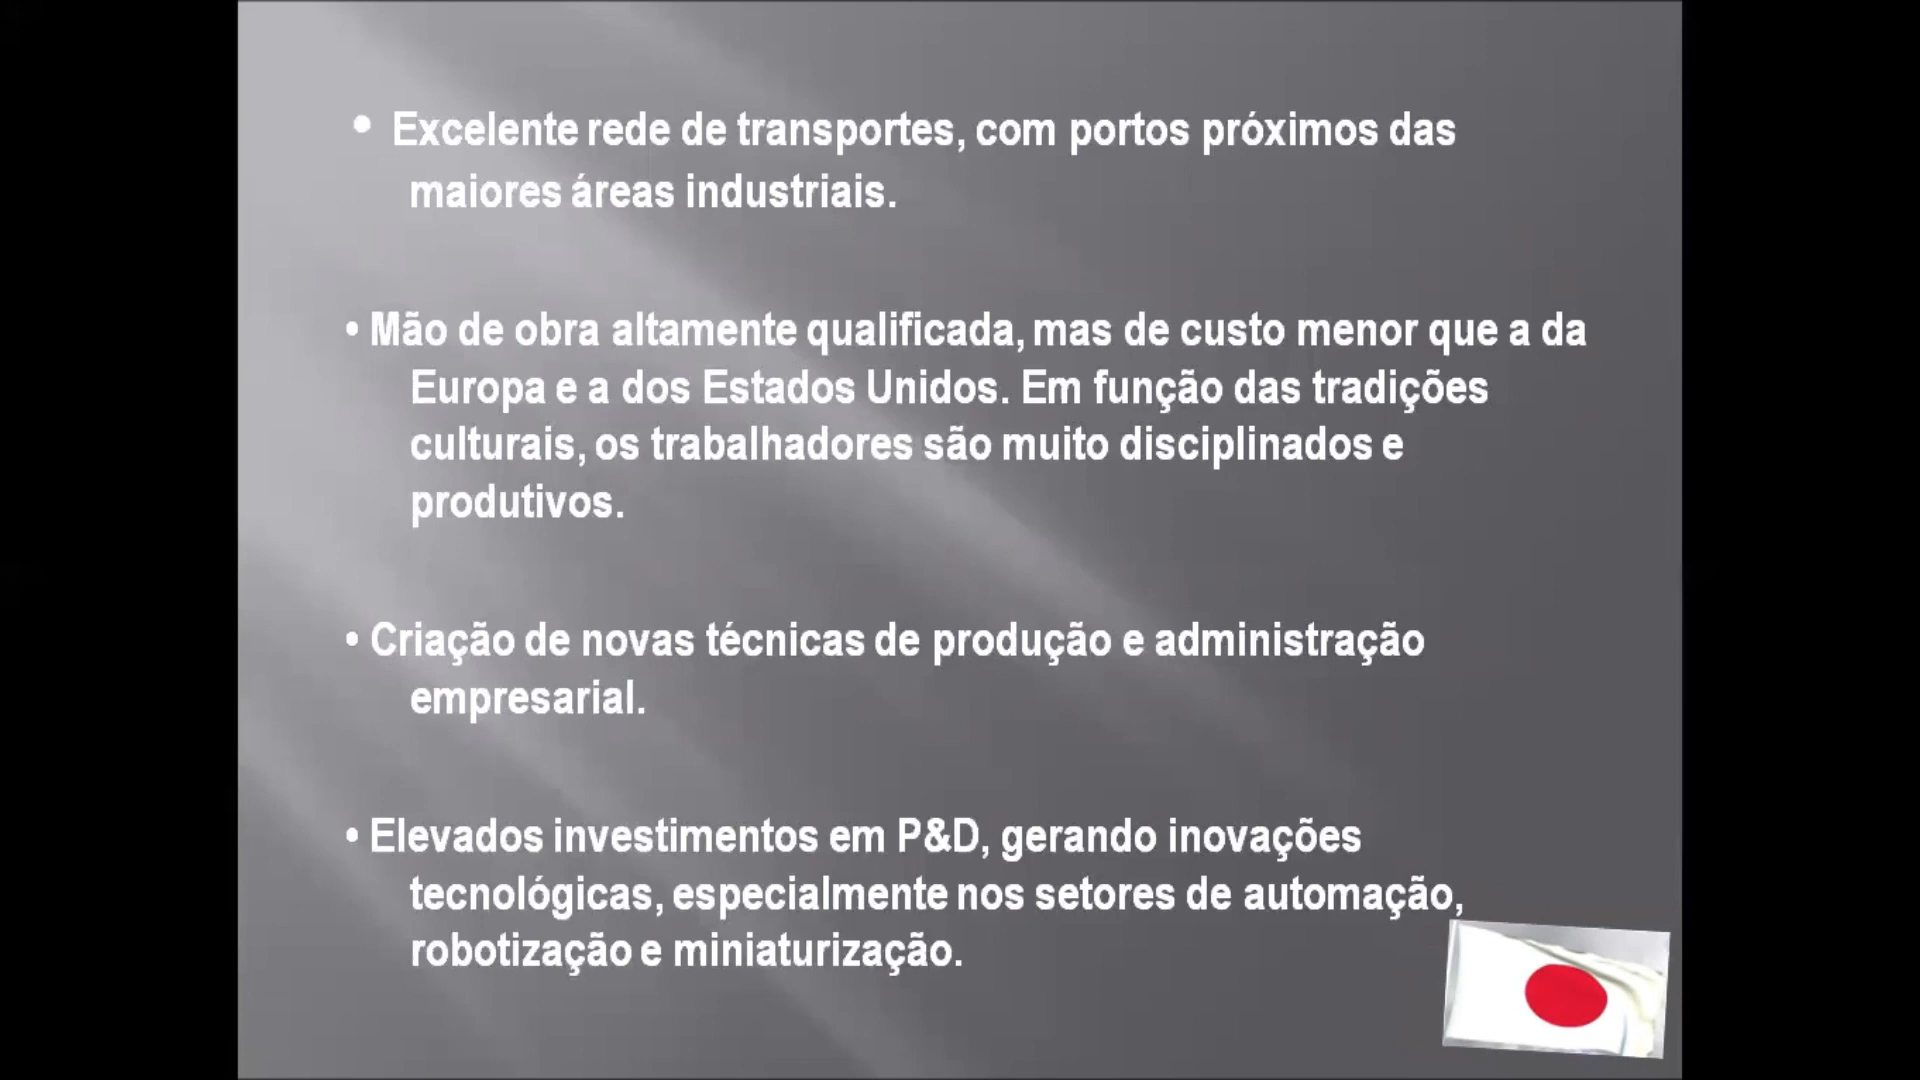 • Excelente rede de transportes, com portos próximos das
maiores áreas industriais.
• Mão de obra altamente qualificada, mas de custo menor que a da
Europa e a dos Estados Unidos. Em função das tradições
culturais, os trabalhadores são muito disciplinados e
produtivos.
• Criação de novas técnicas de produção e administração
empresarial.
• Elevados investimentos em P&D, gerando inovações
tecnológicas, especialmente nos setores de automação,
robotização e miniaturização.